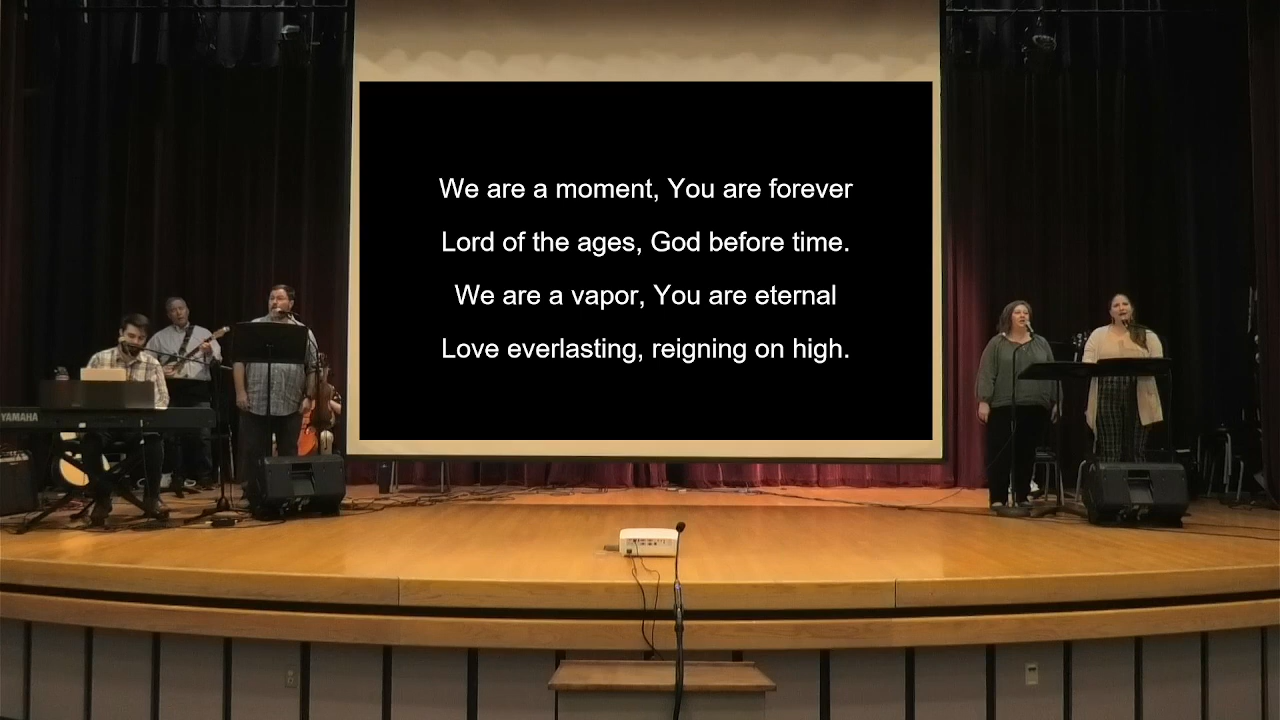 We are a moment, You are forever
Lord of the ages, God before time.
We are a vapor, You are eternal
Love everlasting, reigning on high.
YAMAHA